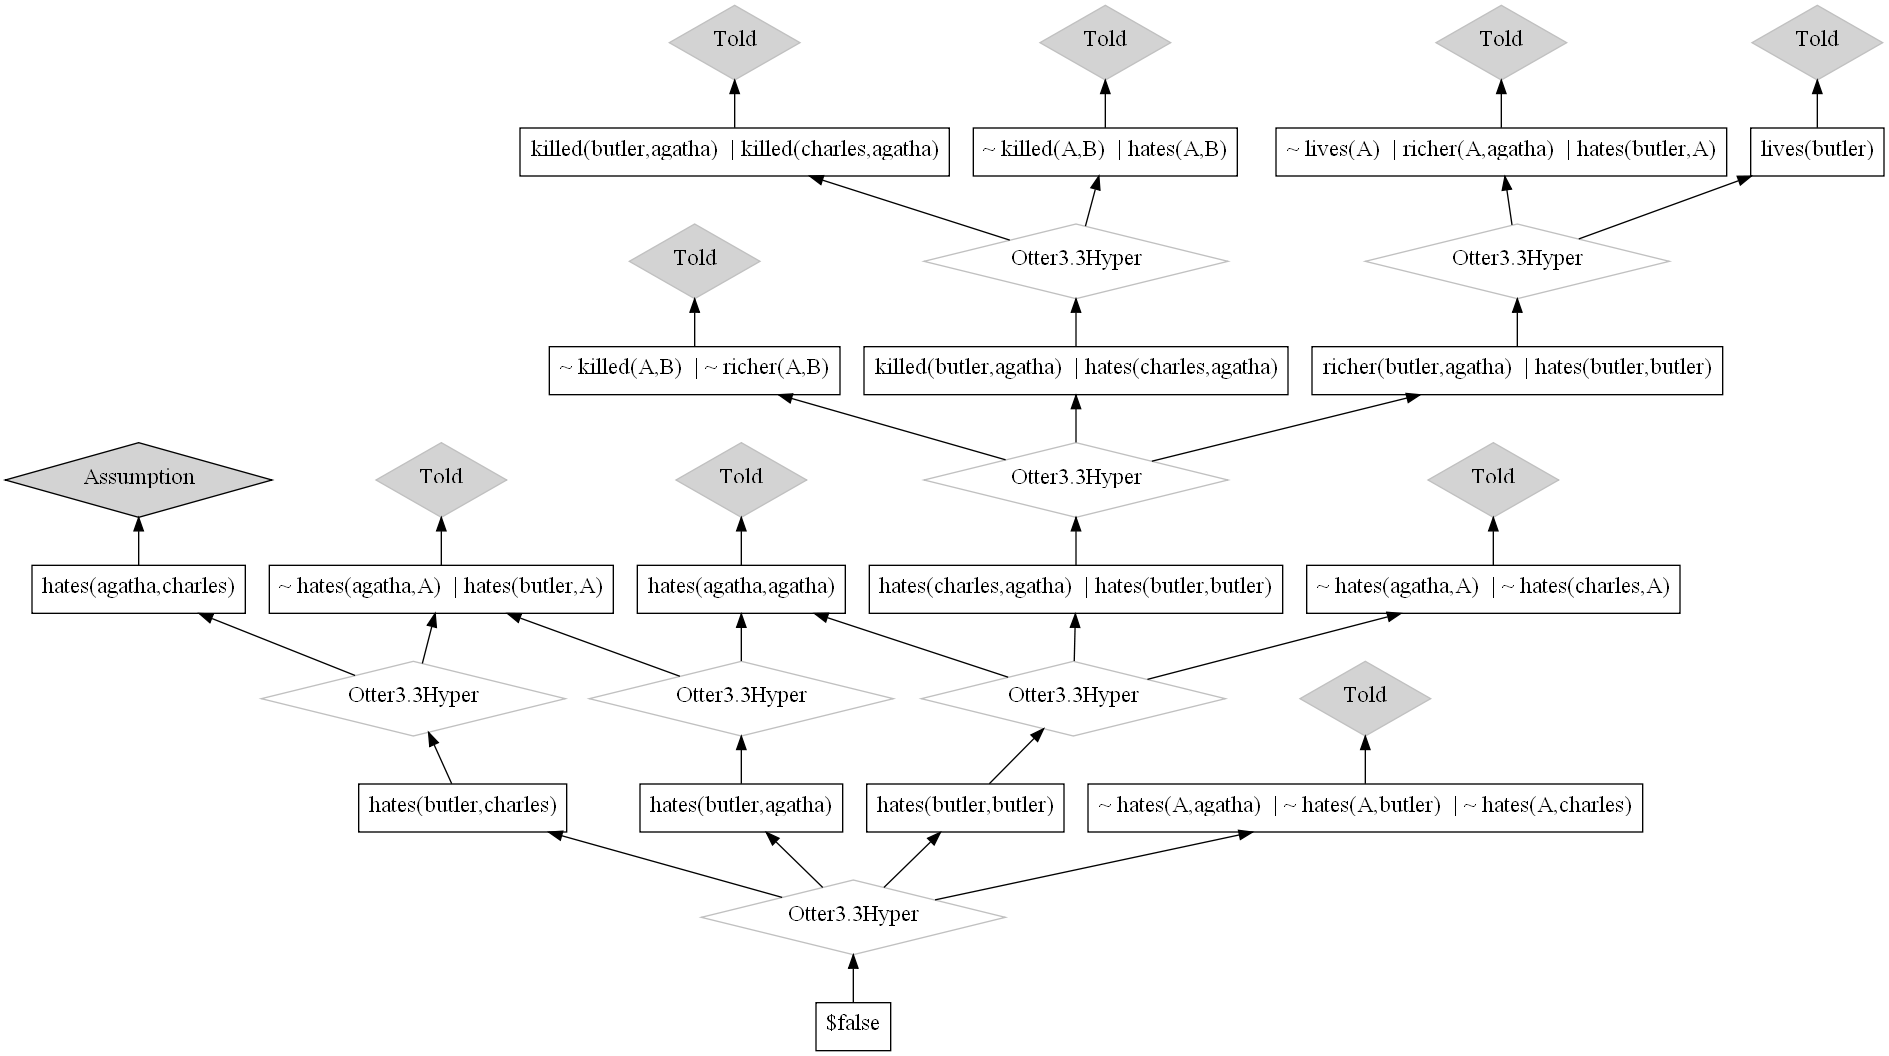 Told
Told
Told
Told
killed(butler,agatha) | killed(charles,agatha)
~ killed(A,B) | hates(A,B)
~ lives(A) | richer(A,agatha) | hates(butler,A)
lives(butler)
Told
Otter3.3Hyper
Otter3.3Hyper
~ killed(A,B) | ~ richer(A,B)
killed(butler,agatha) | hates(charles,agatha)
richer(butler,agatha) | hates(butler,butler)
Assumption
Told
Told
Otter3.3Hyper
Told
hates(agatha,charles)
~ hates(agatha,A) | hates(butler,A)
hates(agatha,agatha)
hates(charles,agatha) | hates(butler,butler)
~ hates(agatha,A) | ~ hates(charles,A)
Otter3.3Hyper
Otter3.3Hyper
Otter3.3Hyper
Told
hates(butler,charles)
hates(butler,agatha)
hates(butler,butler)
~ hates(A,agatha) | ~ hates(A,butler) | ~ hates(A,charles)
Otter3.3Hyper
$false